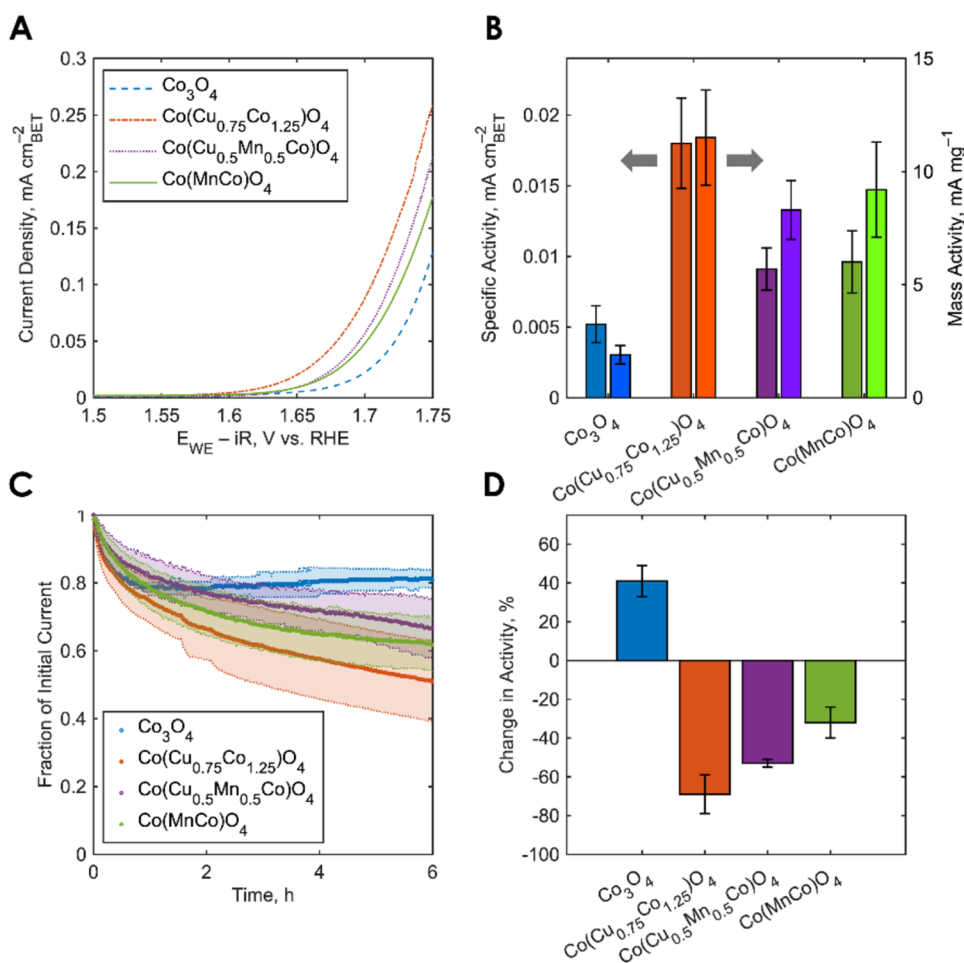 A
Current Density, mA cm⁻²BET
0.3
0.25
0.2
0.15
0.1
0.05
0
Co₃O₄
Co(Cu₀.₇₅Co₁.₂₅)O₄
Co(Cu₀.₅Mn₀.₅Co)O₄
Co(MnCo)O₄
1.5
1.55
1.6
1.65
1.7
1.75
E_WE – iR, V vs. RHE
B
Specific Activity, mA cm⁻²BET
0.02
0.015
0.01
0.005
0
15
10
5
0
Mass Activity, mA mg⁻¹
Co₃O₄
Co(Cu₀.₇₅Co₁.₂₅)O₄
Co(Cu₀.₅Mn₀.₅Co)O₄
Co(MnCo)O₄
C
Fraction of Initial Current
1
0.8
0.6
0.4
0.2
0
Co₃O₄
Co(Cu₀.₇₅Co₁.₂₅)O₄
Co(Cu₀.₅Mn₀.₅Co)O₄
Co(MnCo)O₄
0
2
4
6
Time, h
D
Change in Activity, %
60
40
20
0
-20
-40
-60
-80
-100
Co₃O₄
Co(Cu₀.₇₅Co₁.₂₅)O₄
Co(Cu₀.₅Mn₀.₅Co)O₄
Co(MnCo)O₄